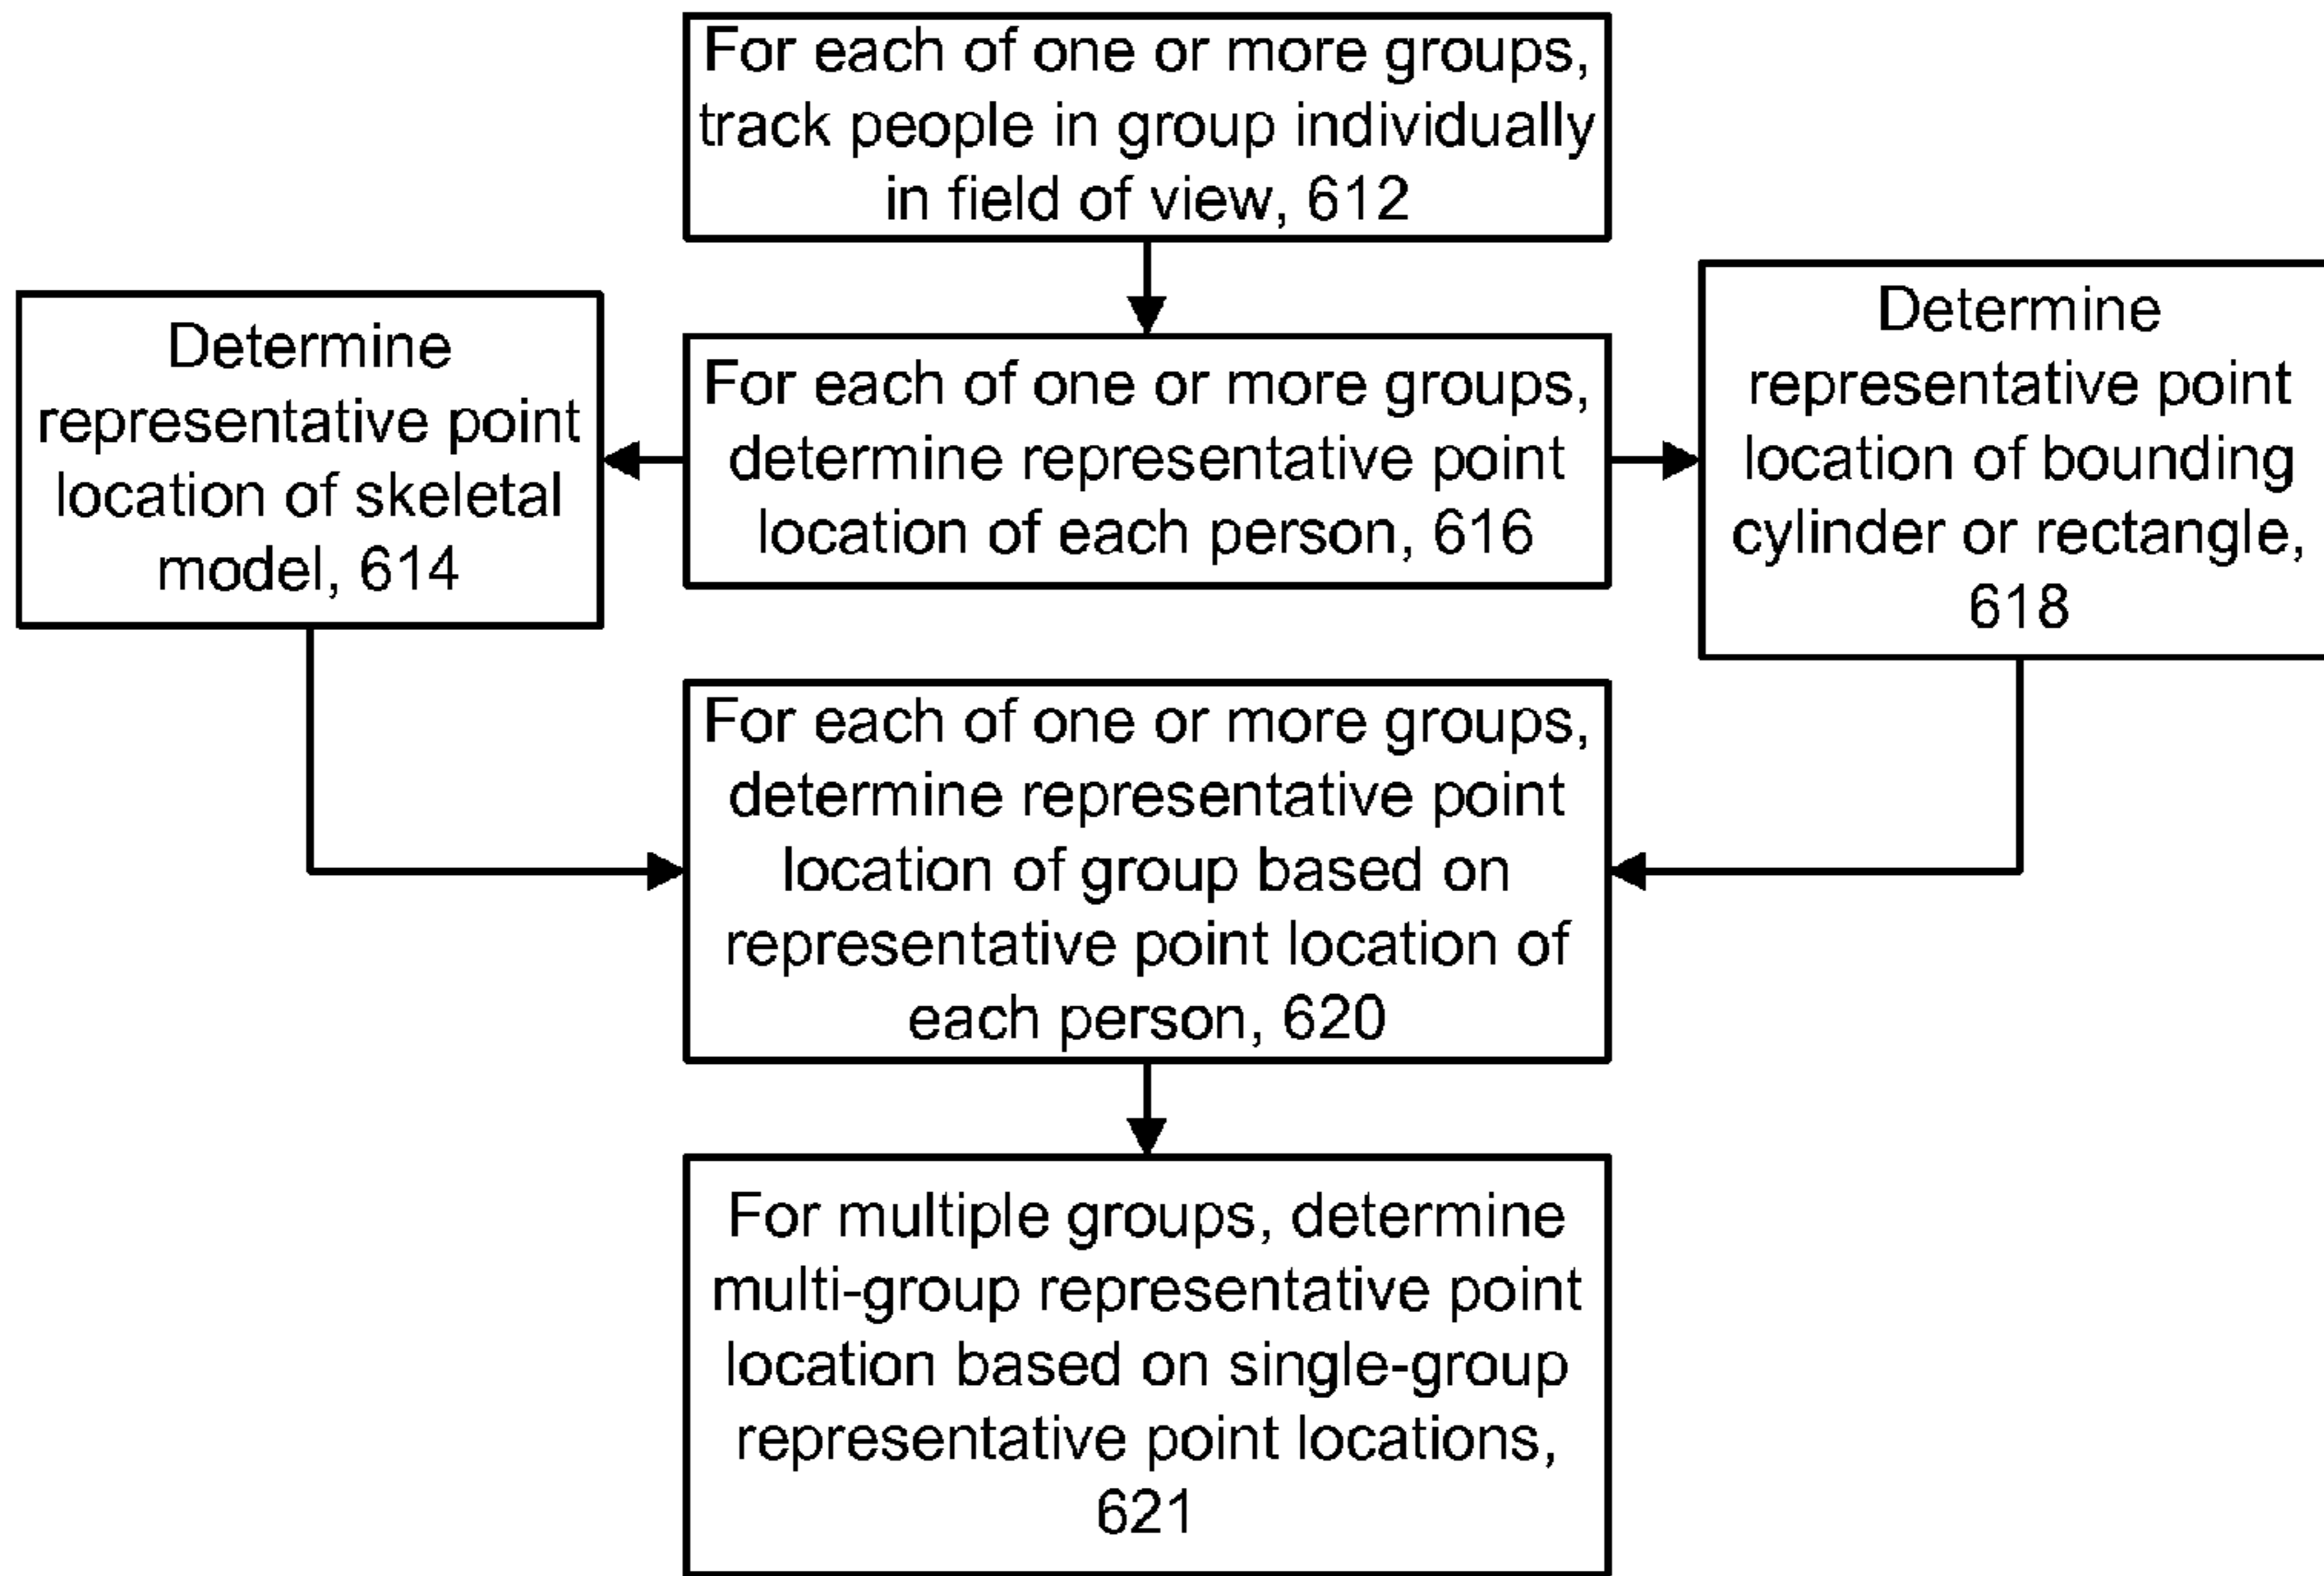 For each of one or more groups,
track people in group individually
in field of view, 612
Determine
representative point
location of skeletal
model, 614
For each of one or more groups,
determine representative point
location of each person, 616
Determine
representative point
location of bounding
cylinder or rectangle,
618
For each of one or more groups,
determine representative point
location of group based on
representative point location of
each person, 620
For multiple groups, determine
multi-group representative point
location based on single-group
representative point locations,
621